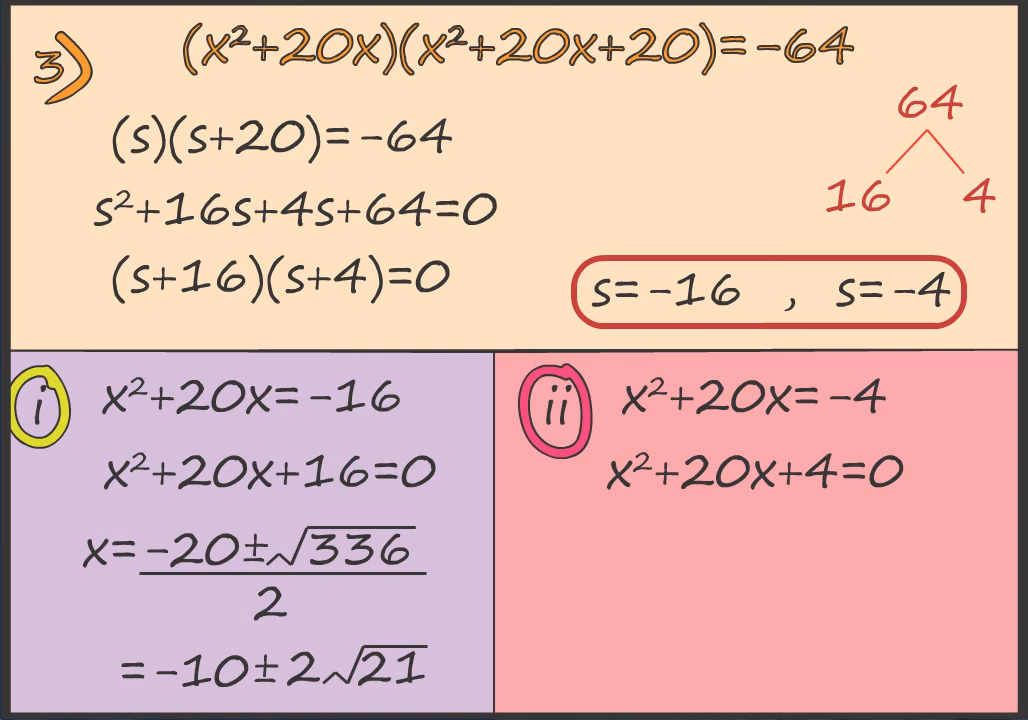 3) (x²+20x)(x²+20x+20)=-64
(s)(s+20)=-64
s²+16s+4s+64=0
(s+16)(s+4)=0
64
16 4
s=-16 , s=-4
i x²+20x=-16
x²+20x+16=0
x=-20±√336
2
=-10±2√21
ii x²+20x=-4
x²+20x+4=0